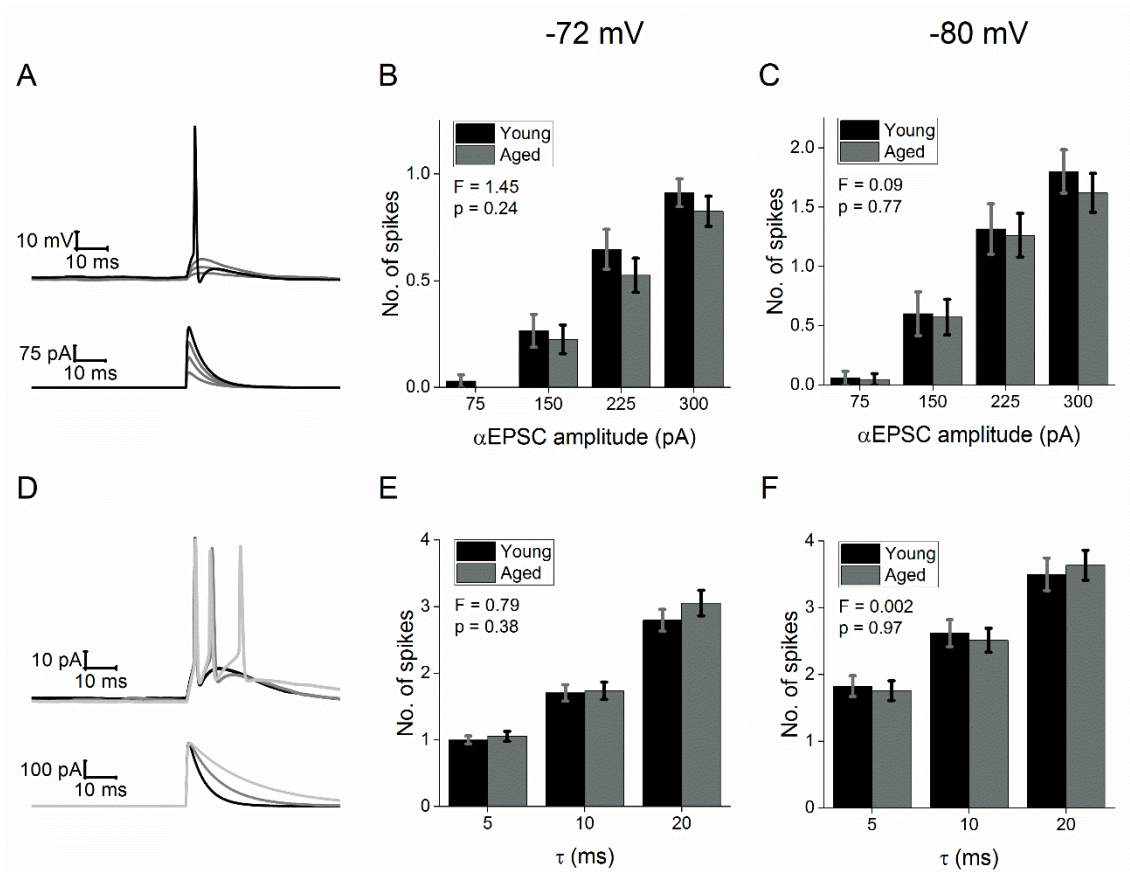 -72 mV
-80 mV
A
10 mV
10 ms
75 pA
10 ms
B
Young
Aged
F = 1.45
p = 0.24
No. of spikes
1.0
0.5
0.0
75 150 225 300
αEPSC amplitude (pA)
C
Young
Aged
F = 0.09
p = 0.77
No. of spikes
2.0
1.5
1.0
0.5
0.0
75 150 225 300
αEPSC amplitude (pA)
D
10 pA
10 ms
100 pA
10 ms
E
Young
Aged
F = 0.79
p = 0.38
No. of spikes
4
3
2
1
0
5 10 20
τ (ms)
F
Young
Aged
F = 0.002
p = 0.97
No. of spikes
4
3
2
1
0
5 10 20
τ (ms)